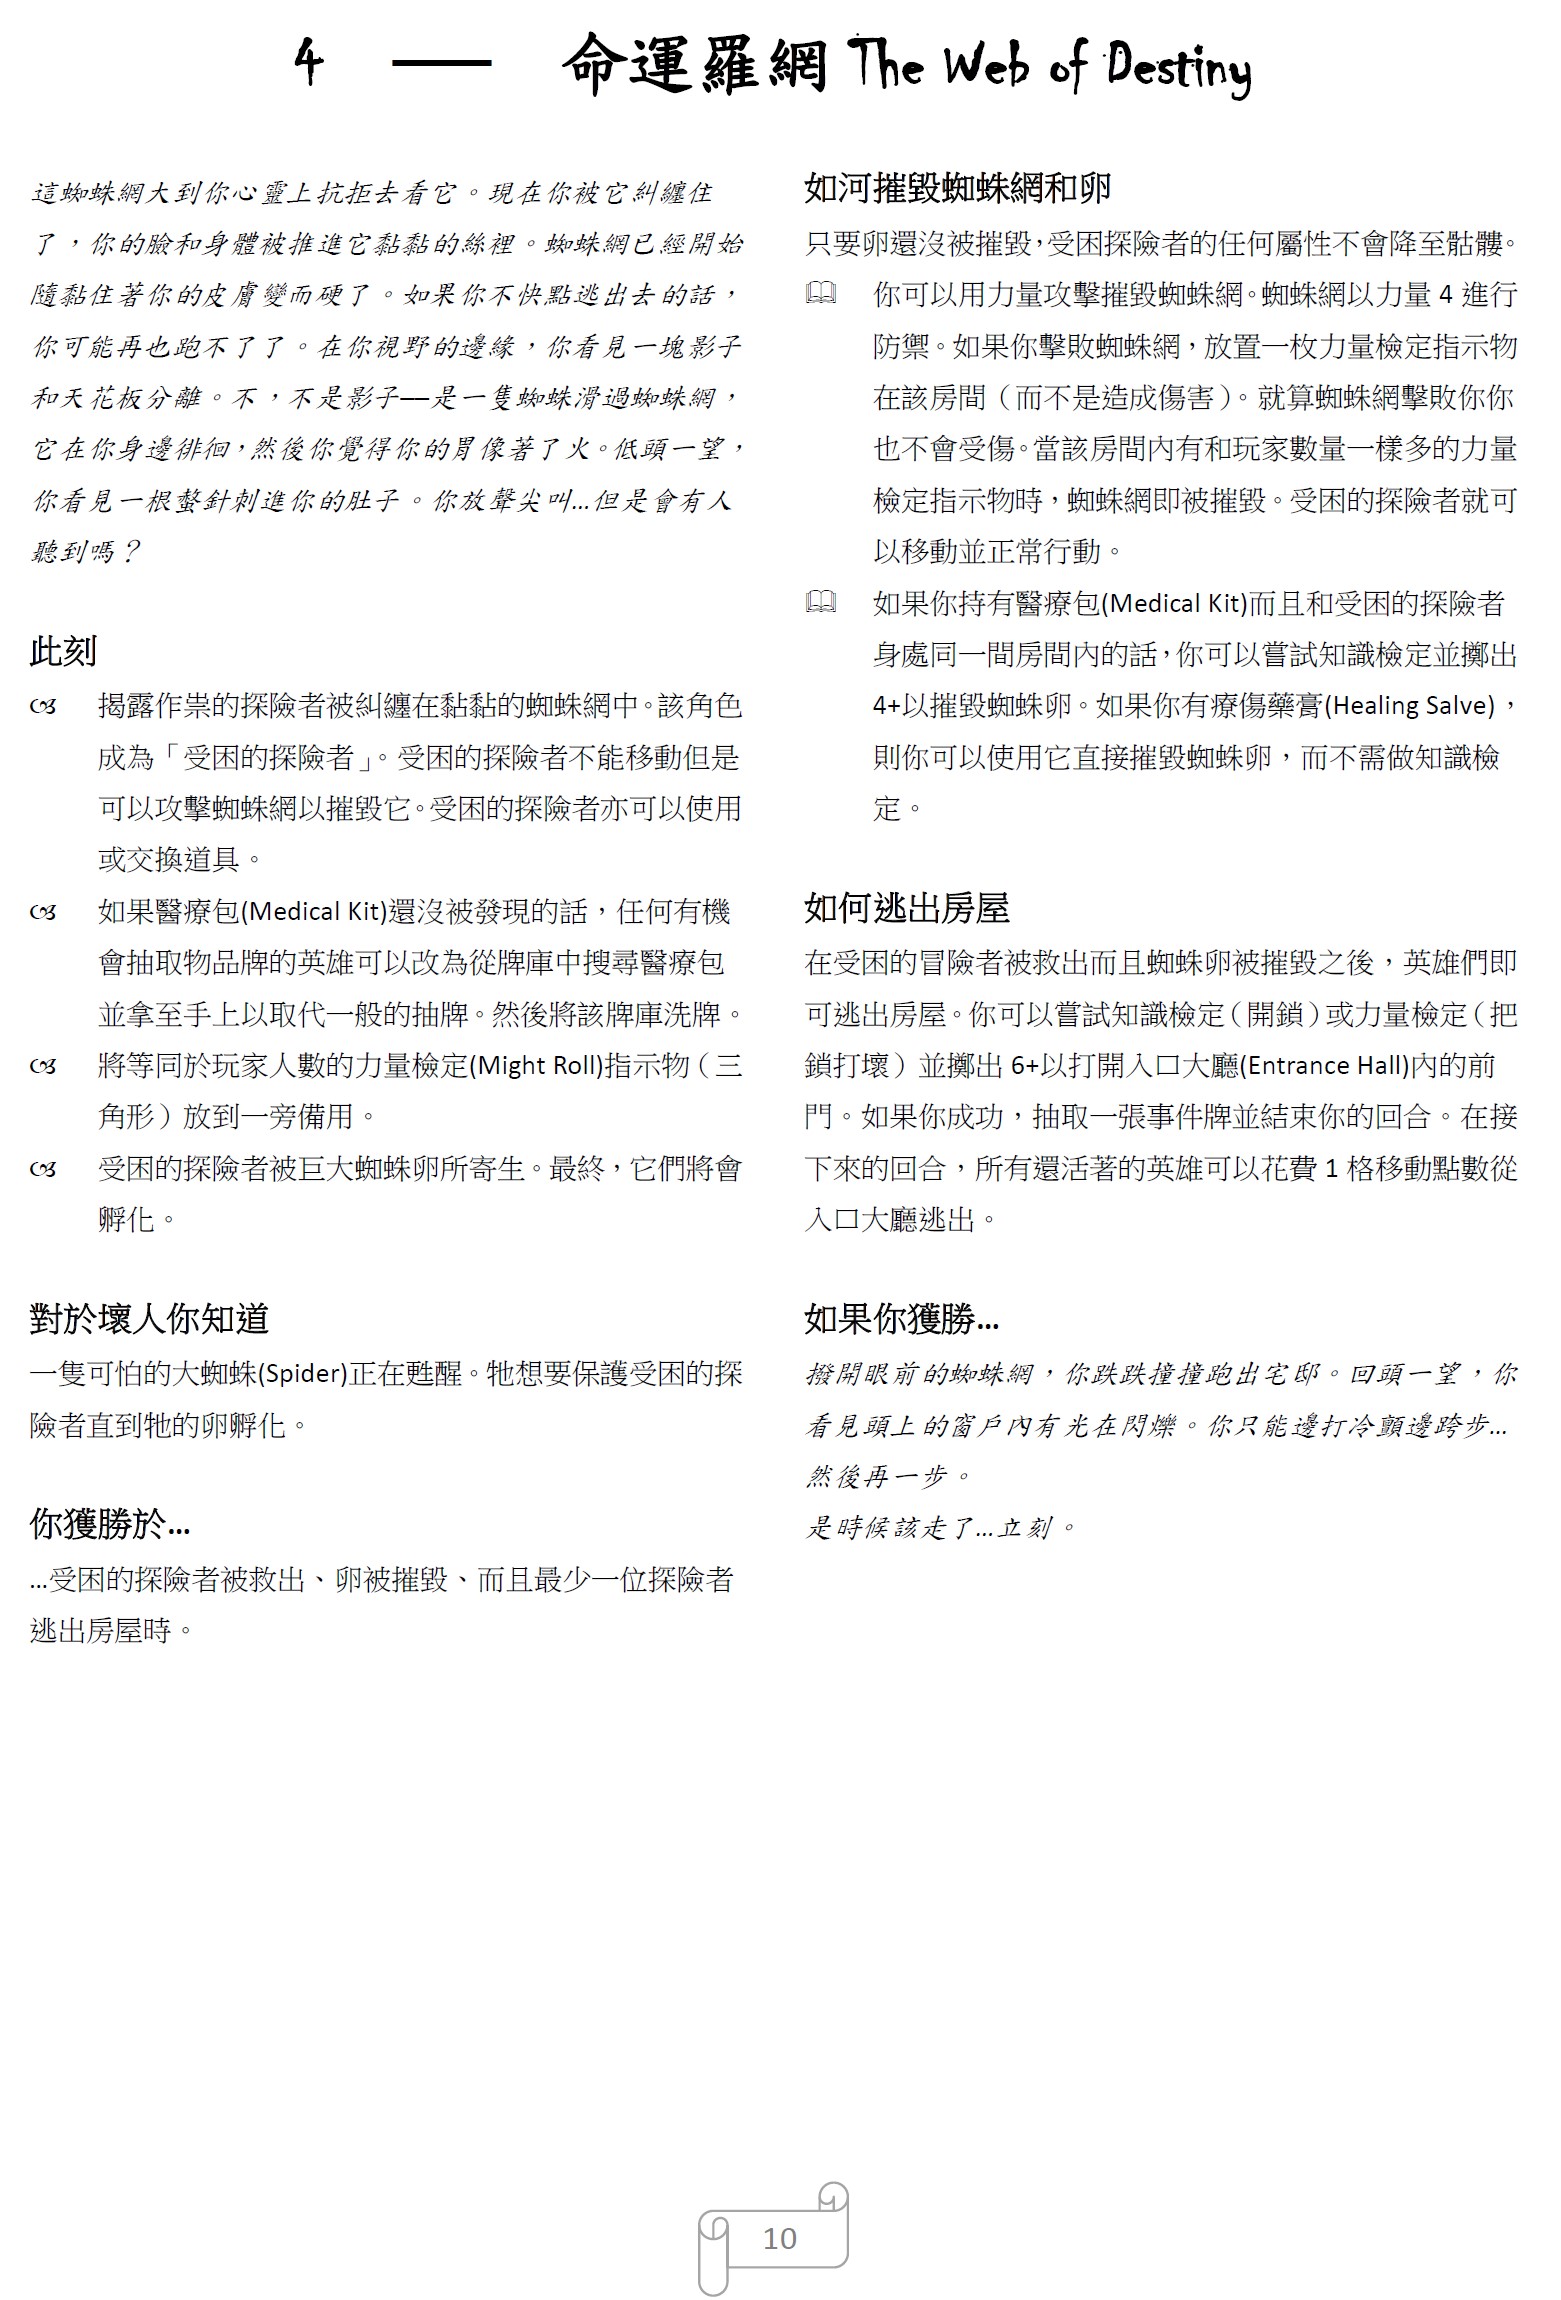 4 — 命運羅網 The Web of Destiny
這蜘蛛網大到你心靈上抗拒去看它。現在你被它糾纏住
了，你的臉和身體被推進它黏黏的絲裡。蜘蛛網已經開始
隨黏住著你的皮膚變而硬了。如果你不快點逃出去的話，
你可能再也跑不了了。在你視野的邊緣，你看見一塊影子
和天花板分離。不，不是影子—是一隻蜘蛛滑過蜘蛛網，
它在你身邊徘徊，然後你覺得你的胃像著了火。低頭一望，
你看見一根螫針刺進你的肚子。你放聲尖叫…但是會有人
聽到嗎？
此刻
揭露作祟的探險者被糾纏在黏黏的蜘蛛網中。該角色
成為「受困的探險者」。受困的探險者不能移動但是
可以攻擊蜘蛛網以摧毀它。受困的探險者亦可以使用
或交換道具。
如果醫療包(Medical Kit)還沒被發現的話，任何有機
會抽取物品牌的英雄可以改為從牌庫中搜尋醫療包
並拿至手上以取代一般的抽牌。然後將該牌庫洗牌。
將等同於玩家人數的力量檢定(Might Roll)指示物（三
角形）放到一旁備用。
受困的探險者被巨大蜘蛛卵所寄生。最終，它們將會
孵化。
對於壞人你知道
一隻可怕的大蜘蛛(Spider)正在甦醒。牠想要保護受困的探
險者直到牠的卵孵化。
你獲勝於…
…受困的探險者被救出、卵被摧毀、而且最少一位探險者
逃出房屋時。
如河摧毀蜘蛛網和卵
只要卵還沒被摧毀，受困探險者的任何屬性不會降至骷髏。
你可以用力量攻擊摧毀蜘蛛網。蜘蛛網以力量 4 進行
防禦。如果你擊敗蜘蛛網，放置一枚力量檢定指示物
在該房間（而不是造成傷害）。就算蜘蛛網擊敗你你
也不會受傷。當該房間內有和玩家數量一樣多的力量
檢定指示物時，蜘蛛網即被摧毀。受困的探險者就可
以移動並正常行動。
如果你持有醫療包(Medical Kit)而且和受困的探險者
身處同一間房間內的話，你可以嘗試知識檢定並擲出
4+以摧毀蜘蛛卵。如果你有療傷藥膏(Healing Salve)，
則你可以使用它直接摧毀蜘蛛卵，而不需做知識檢
定。
如何逃出房屋
在受困的冒險者被救出而且蜘蛛卵被摧毀之後，英雄們即
可逃出房屋。你可以嘗試知識檢定（開鎖）或力量檢定（把
鎖打壞）並擲出 6+以打開入口大廳(Entrance Hall)內的前
門。如果你成功，抽取一張事件牌並結束你的回合。在接
下來的回合，所有還活著的英雄可以花費 1 格移動點數從
入口大廳逃出。
如果你獲勝…
撥開眼前的蜘蛛網，你跌跌撞撞跑出宅邸。回頭一望，你
看見頭上的窗戶內有光在閃爍。你只能邊打冷顫邊跨步…
然後再一步。
是時候該走了…立刻。
10